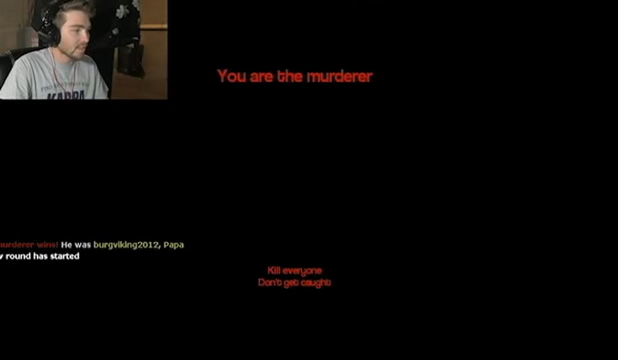 KAPPA
You are the murderer
murderer wins! He was burgviking2012, Papa
round has started
Kill everyone
Don't get caught